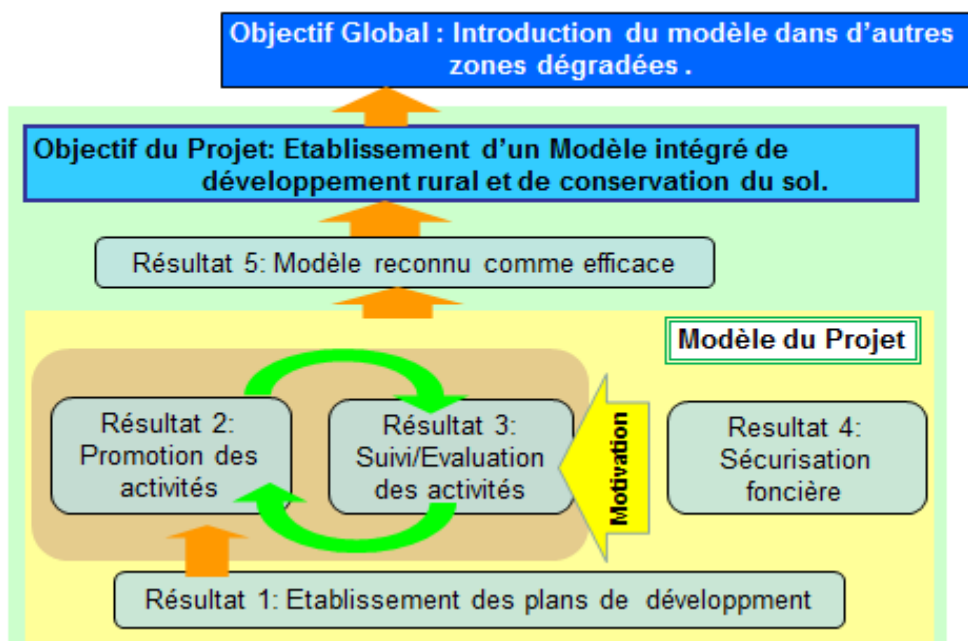 Objectif Global : Introduction du modèle dans d'autres
zones dégradées .
Objectif du Projet: Etablissement d'un Modèle intégré de
développement rural et de conservation du sol.
Résultat 5: Modèle reconnu comme efficace
Modèle du Projet
Résultat 2:
Promotion des
activités
Résultat 3:
Suivi/Evaluation
des activités
Motivation
Resultat 4:
Sécurisation
foncière
Résultat 1: Etablissement des plans de développment